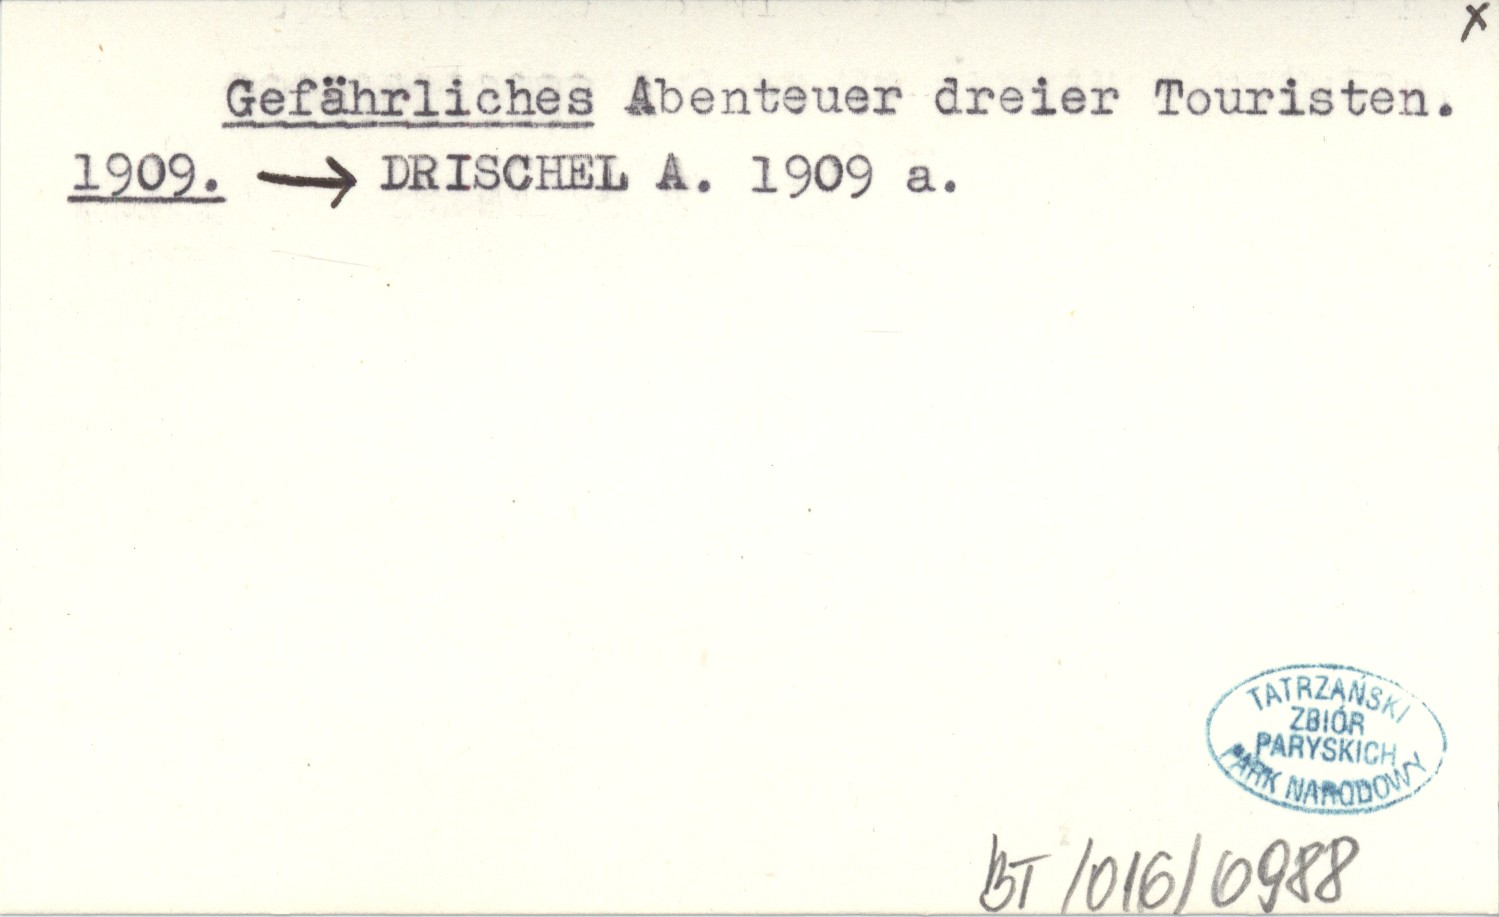 x
Gefährliches Abenteuer dreier Touristen.
1909. → DRISCHEL A. 1909 a.
TATRZAŃSKI
ZBIÓR
PARYSKICH
PARK NARODOWY
BT/016/0988